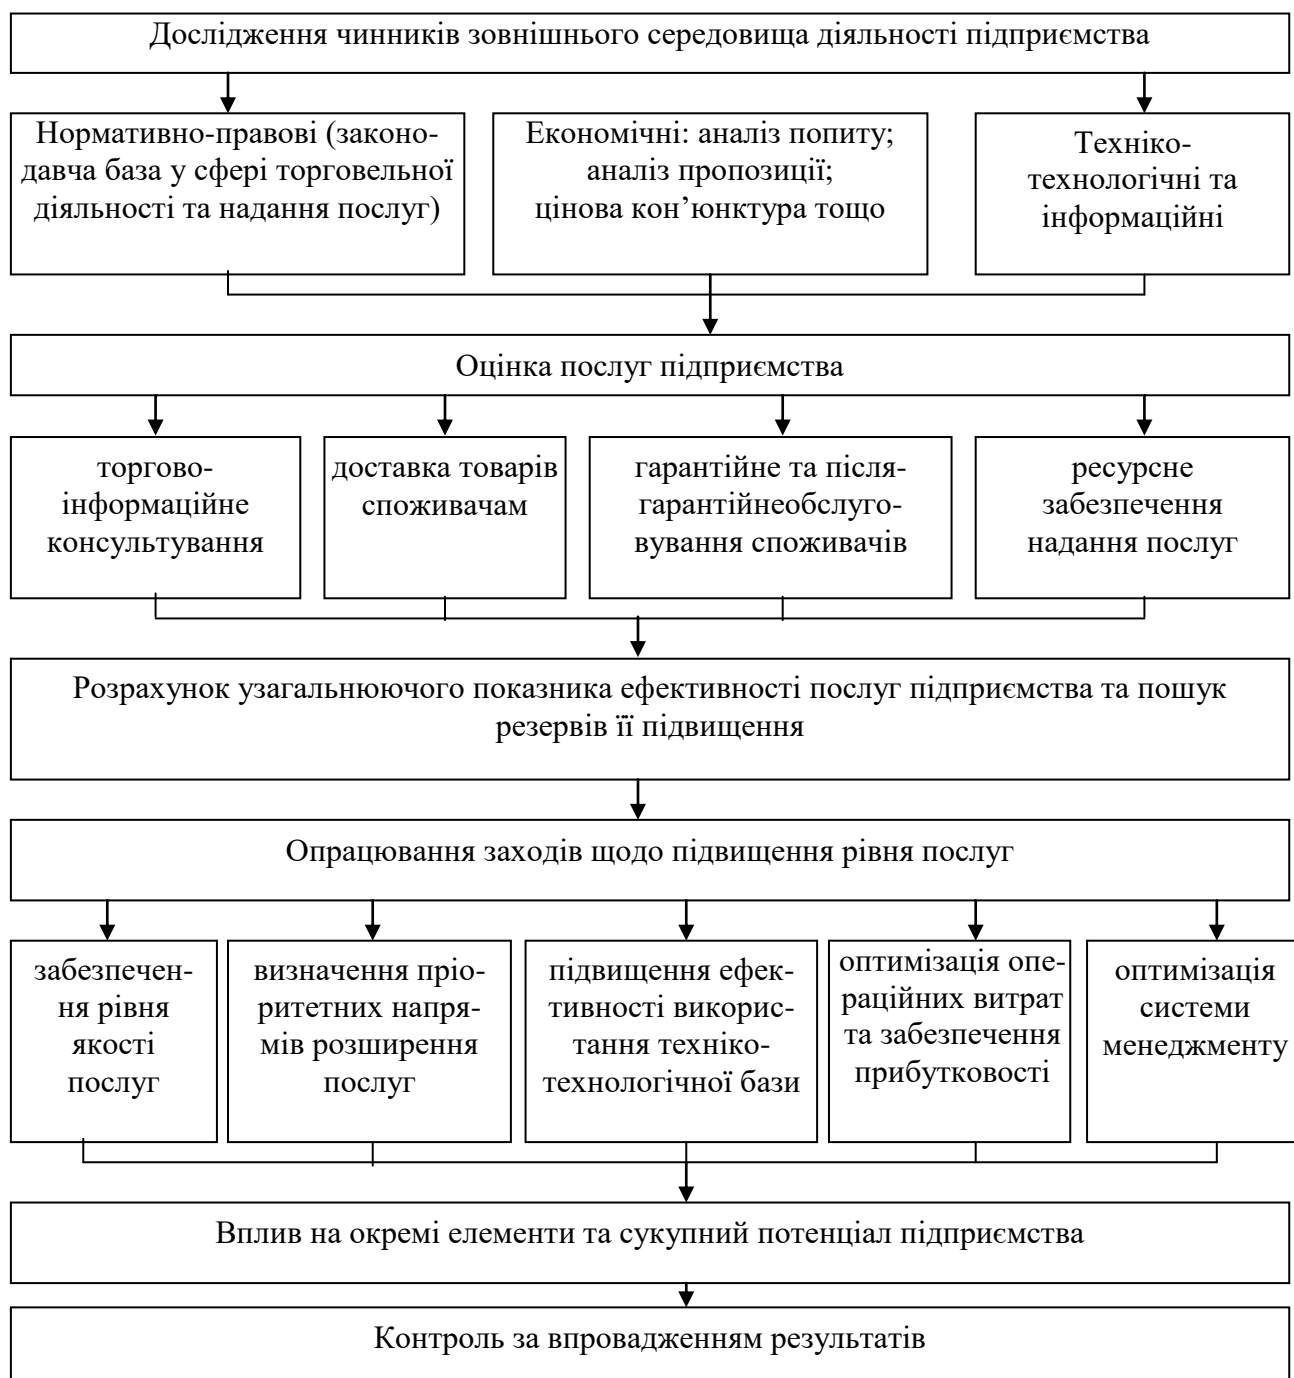 Дослідження чинників зовнішнього середовища діяльності підприємства
Нормативно-правові (законо-
давча база у сфері торговельної
діяльності та надання послуг)
Економічні: аналіз попиту;
аналіз пропозиції;
цінова кон’юнктура тощо
Техніко-
технологічні та
інформаційні
Оцінка послуг підприємства
торгово-
інформаційне
консультування
доставка товарів
споживачам
гарантійне та після-
гарантійнеобслуго-
вування споживачів
ресурсне
забезпечення
надання послуг
Розрахунок узагальнюючого показника ефективності послуг підприємства та пошук
резервів її підвищення
Опрацювання заходів щодо підвищення рівня послуг
забезпечен-
ня рівня
якості
послуг
визначення пріо-
ритетних напря-
мів розширення
послуг
підвищення ефек-
тивності викорис-
тання техніко-
технологічної бази
оптимізація опе-
раційних витрат
та забезпечення
прибутковості
оптимізація
системи
менеджменту
Вплив на окремі елементи та сукупний потенціал підприємства
Контроль за впровадженням результатів